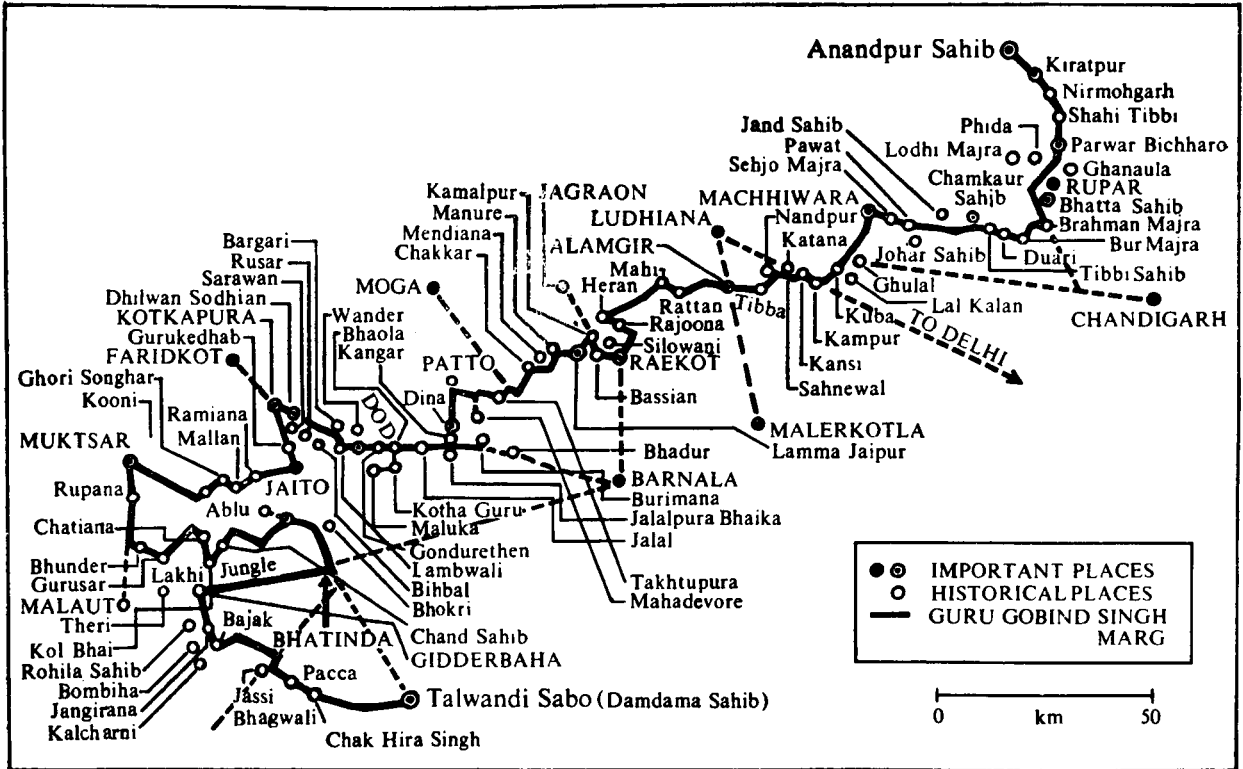 Anandpur Sahib
Kiratpur
Nirmohgarh
Shahi Tibbi
Phida
Parwar Bichharo
Lodhi Majra
Ghanaula
Jand Sahib
Pawat
Sehjo Majra
Chamkaur
Sahib
RUPAR
Bhatta Sahib
Brahman Majra
Bur Majra
Duari
Tibbi Sahib
Johar Sahib
MACHHIWARA
Nandpur
Katana
Ghulal
Lal Kalan
Kuba
Kampur
Kansi
Sahnewal
CHANDIGARH
TO DELHI
LUDHIANA
ALAMGIR
Tibba
Rattan
Mahi
Heran
Rajoona
Silowani
RAEKOT
Bassian
MALERKOTLA
Lamma Jaipur
JAGRAON
Kamalpur
Manure
Mendiana
Chakkar
MOGA
PATTO
Dina
Bhadur
BARNALA
Burimana
Jalalpura Bhaika
Jalal
Takhtupura
Mahadevore
Bargari
Rusar
Sarawan
Dhilwan Sodhian
KOTKAPURA
Gurukedhab
FARIDKOT
Wander
Bhaola
Kangar
DOD
Kotha Guru
Maluka
Gondurethen
Lambwali
Bihbal
Bhokri
Chand Sahib
GIDDERBAHA
Ghori Songhar
Kooni
Ramiana
Mallan
MUKTSAR
JAITO
Rupana
Ablu
Chatiana
Bhunder
Gurusar
Lakhi
Jungle
MALAUT
Theri
Kol Bhai
Bajak
BHATINDA
Rohila Sahib
Bombiha
Jangirana
Kalcharni
Jassi
Bhagwali
Pacca
Chak Hira Singh
Talwandi Sabo (Damdama Sahib)
IMPORTANT PLACES
HISTORICAL PLACES
GURU GOBIND SINGH
MARG
0 km 50